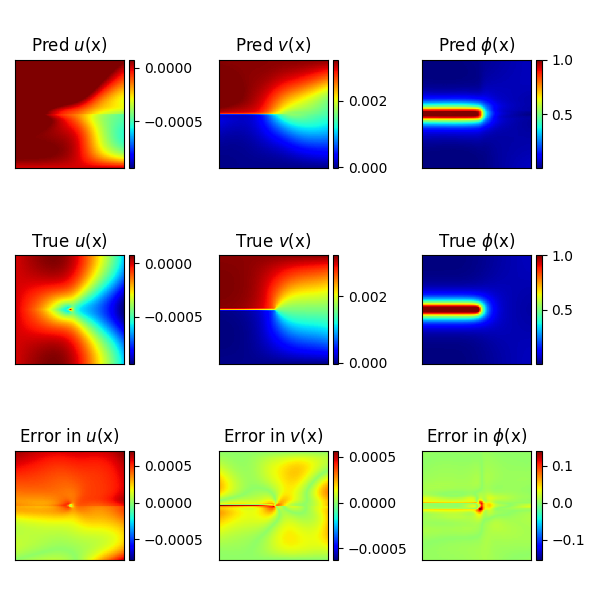 Pred u(x) Pred v(x) Pred ϕ(x)
0.0000 −0.0005 0.002 0.000 1.0 0.5
True u(x) True v(x) True ϕ(x)
0.0000 −0.0005 0.002 0.000 1.0 0.5
Error in u(x) Error in v(x) Error in ϕ(x)
0.0005 0.0000 −0.0005 0.0005 0.0000 −0.0005 0.1 0.0 −0.1